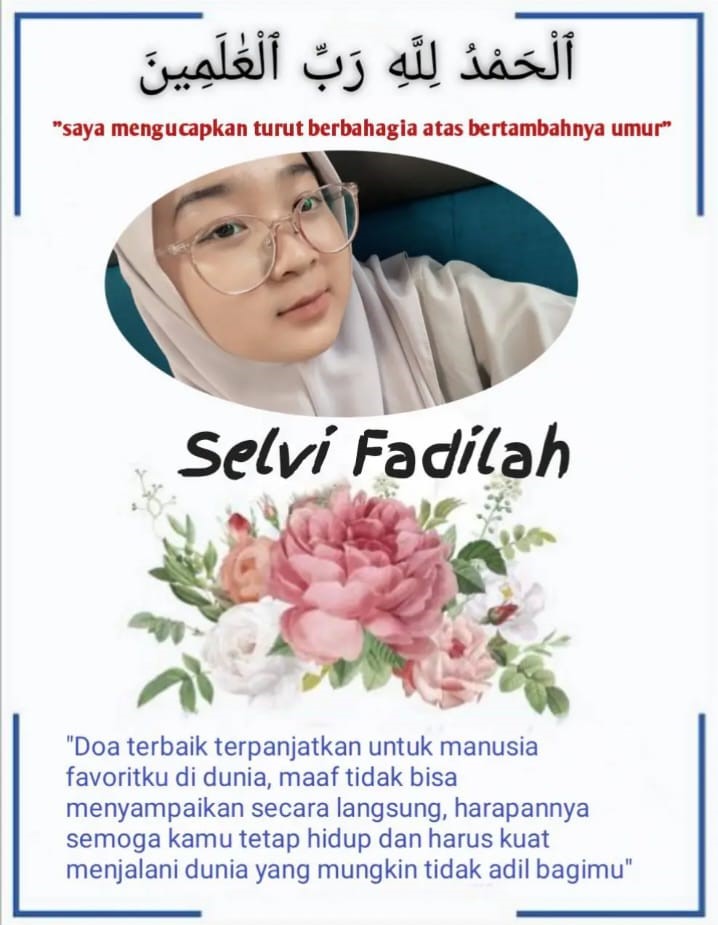 ٱلْحَمْدُ لِلَّهِ رَبِّ ٱلْعَٰلَمِينَ
"saya mengucapkan turut berbahagia atas bertambahnya umur"
Selvi Fadilah
"Doa terbaik terpanjatkan untuk manusia
favoritku di dunia, maaf tidak bisa
menyampaikan secara langsung, harapannya
semoga kamu tetap hidup dan harus kuat
menjalani dunia yang mungkin tidak adil bagimu"